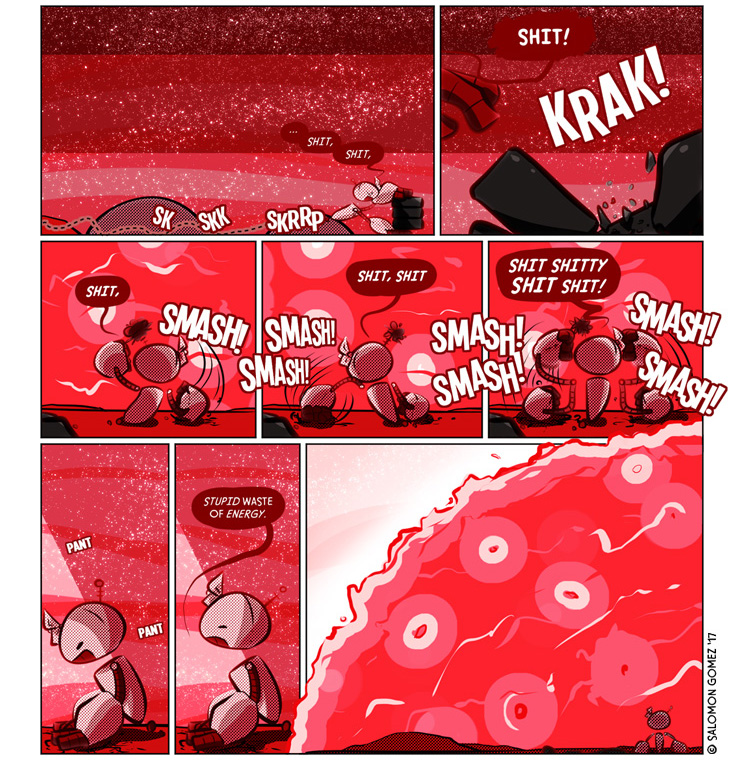 ...
SHIT,
SHIT,
SK
SKK
SKRRP
SHIT!
KRAK!
SHIT,
SMASH!
SHIT, SHIT
SMASH!
SMASH!
SMASH!
SMASH!
SHIT SHITTY
SHIT SHIT!
SMASH!
SMASH!
PANT
PANT
STUPID WASTE
OF ENERGY.
© SALOMON GOMEZ '17